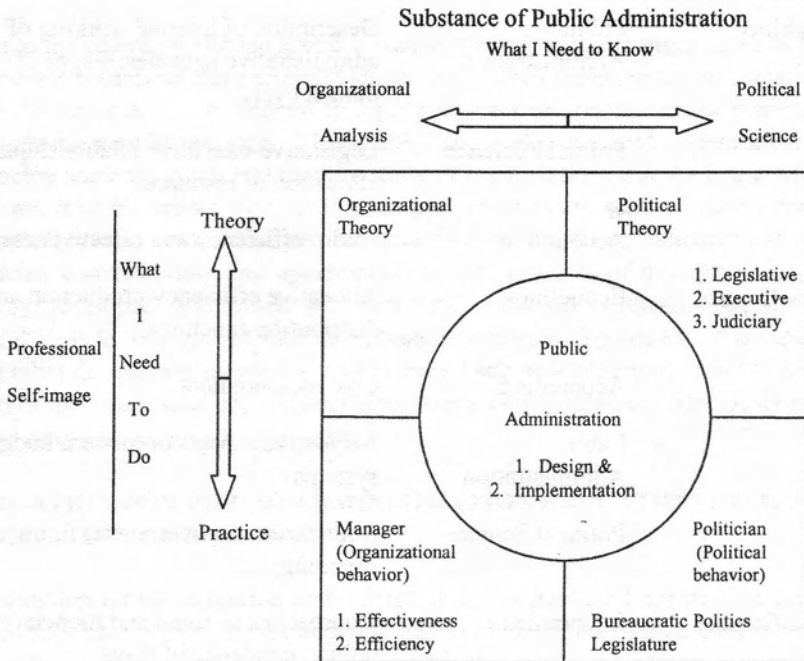 Substance of Public Administration
What I Need to Know
Organizational
Analysis
Political
Science
Theory
What
I
Need
To
Do
Professional
Self-image
Practice
Organizational
Theory
Political
Theory
1. Legislative
2. Executive
3. Judiciary
Public
Administration
1. Design &
2. Implementation
Manager
(Organizational
behavior)
Politician
(Political
behavior)
1. Effectiveness
2. Efficiency
Bureaucratic Politics
Legislature